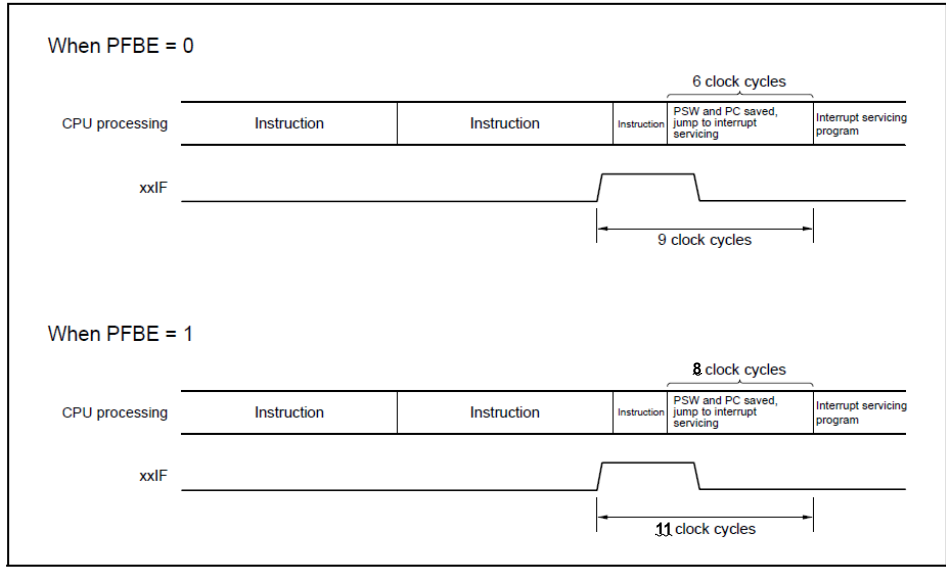 When PFBE = 0
6 clock cycles
CPU processing
Instruction
Instruction
Instruction
PSW and PC saved,
jump to interrupt
servicing
Interrupt servicing
program
xxIF
9 clock cycles
When PFBE = 1
8 clock cycles
CPU processing
Instruction
Instruction
Instruction
PSW and PC saved,
jump to interrupt
servicing
Interrupt servicing
program
xxIF
11 clock cycles